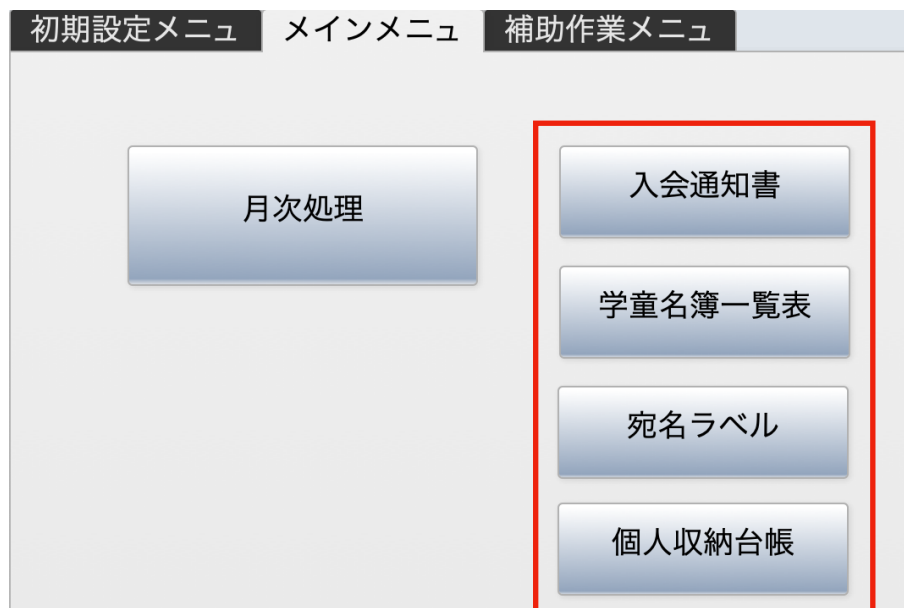 初期設定メニュ メインメニュ 補助作業メニュ
月次処理
入会通知書
学童名簿一覧表
宛名ラベル
個人収納台帳